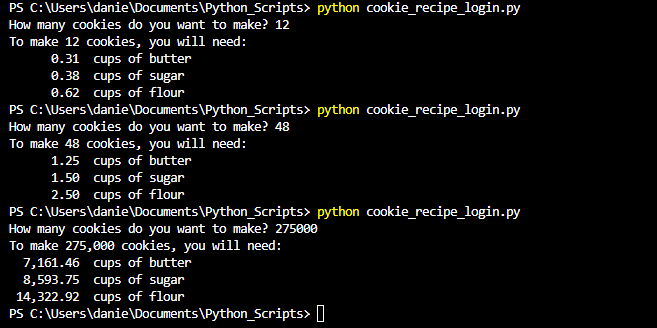 PS C:\Users\danie\Documents\Python_Scripts> python cookie_recipe_login.py
How many cookies do you want to make? 12
To make 12 cookies, you will need:
      0.31  cups of butter
      0.38  cups of sugar
      0.62  cups of flour
PS C:\Users\danie\Documents\Python_Scripts> python cookie_recipe_login.py
How many cookies do you want to make? 48
To make 48 cookies, you will need:
      1.25  cups of butter
      1.50  cups of sugar
      2.50  cups of flour
PS C:\Users\danie\Documents\Python_Scripts> python cookie_recipe_login.py
How many cookies do you want to make? 275000
To make 275,000 cookies, you will need:
  7,161.46  cups of butter
  8,593.75  cups of sugar
 14,322.92  cups of flour
PS C:\Users\danie\Documents\Python_Scripts>